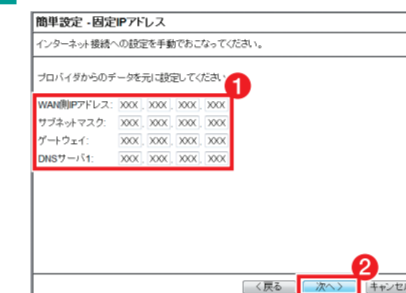 簡単設定 - 固定IPアドレス
インターネット接続への設定を手動でおこなってください。
プロバイダからのデータを元に設定してください
1
WAN側IPアドレス: XXX . XXX . XXX . XXX
サブネットマスク: XXX . XXX . XXX . XXX
ゲートウェイ: XXX . XXX . XXX . XXX
DNSサーバ1: XXX . XXX . XXX . XXX
2
<戻る 次へ> キャンセル